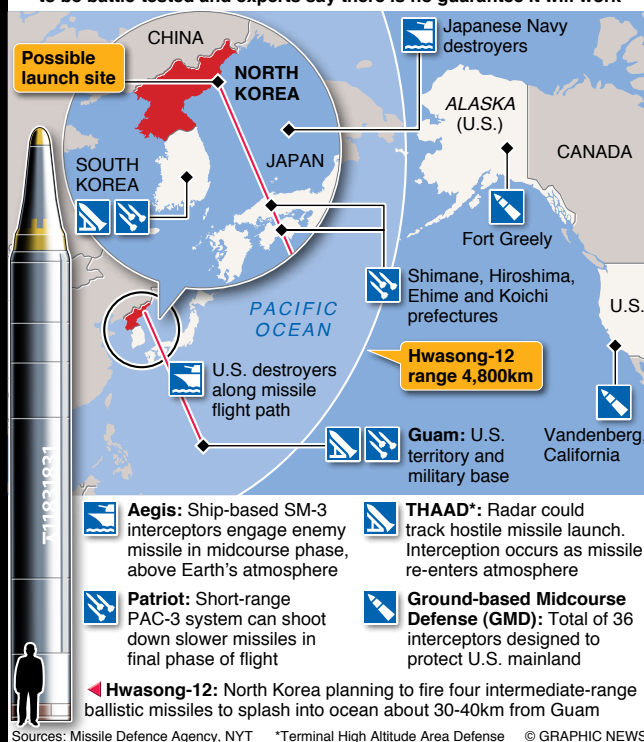 to be battle-tested and experts say there is no guarantee it will work
CHINA
Possible
launch site
NORTH
KOREA
SOUTH
KOREA
JAPAN
Japanese Navy
destroyers
ALASKA
(U.S.)
CANADA
Fort Greely
Shimane, Hiroshima,
Ehime and Koichi
prefectures
U.S.
PACIFIC
OCEAN
Hwasong-12
range 4,800km
U.S. destroyers
along missile
flight path
Guam: U.S.
territory and
military base
Vandenberg,
California
T11831831
Aegis: Ship-based SM-3
interceptors engage enemy
missile in midcourse phase,
above Earth's atmosphere
THAAD*: Radar could
track hostile missile launch.
Interception occurs as missile
re-enters atmosphere
Patriot: Short-range
PAC-3 system can shoot
down slower missiles in
final phase of flight
Ground-based Midcourse
Defense (GMD): Total of 36
interceptors designed to
protect U.S. mainland
Hwasong-12: North Korea planning to fire four intermediate-range
ballistic missiles to splash into ocean about 30-40km from Guam
Sources: Missile Defence Agency, NYT *Terminal High Altitude Area Defense © GRAPHIC NEWS